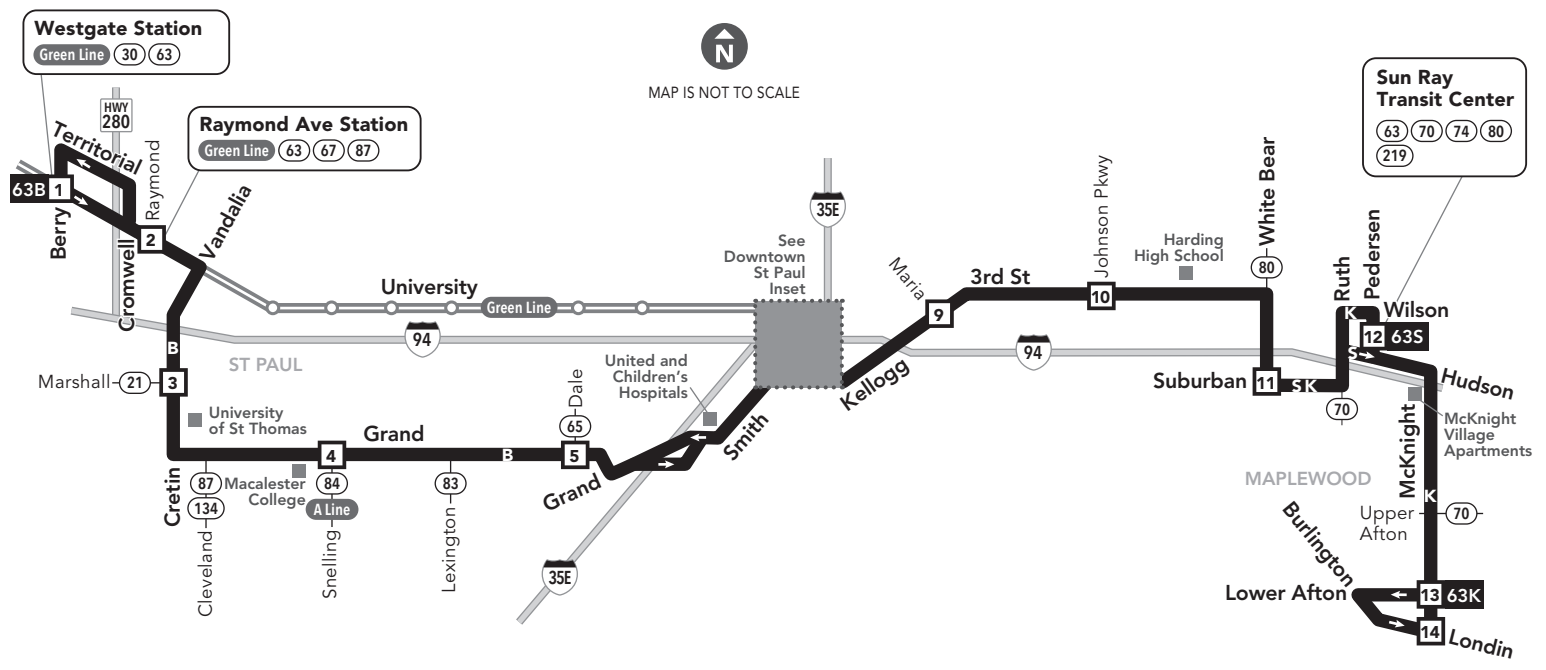 Westgate Station
Green Line 30 63
HWY
280
Raymond Ave Station
Green Line 63 67 87
N
MAP IS NOT TO SCALE
Sun Ray
Transit Center
63 70 74 80
219
Territorial
Raymond
63B 1
Berry
2
Cromwell
Vandalia
University
Green Line
94
ST PAUL
B
Marshall 21 3
University
of St Thomas
Cretin
87
134
Cleveland
Macalester
College
4
84
A Line
Snelling
Grand
83
Lexington
B
Dale
65
5
Grand
United and
Children's
Hospitals
Smith
35E
See
Downtown
St Paul
Inset
35E
Kellogg
Maria
9
3rd St
Johnson Pkwy
10
Harding
High School
White Bear
80
94
Suburban 11
S K
70
Ruth
Pedersen
K
Wilson
12 63S
S
Hudson
McKnight
McKnight
Village
Apartments
MAPLEWOOD
K
Upper
Afton
70
Burlington
Lower Afton
13 63K
14
Londin